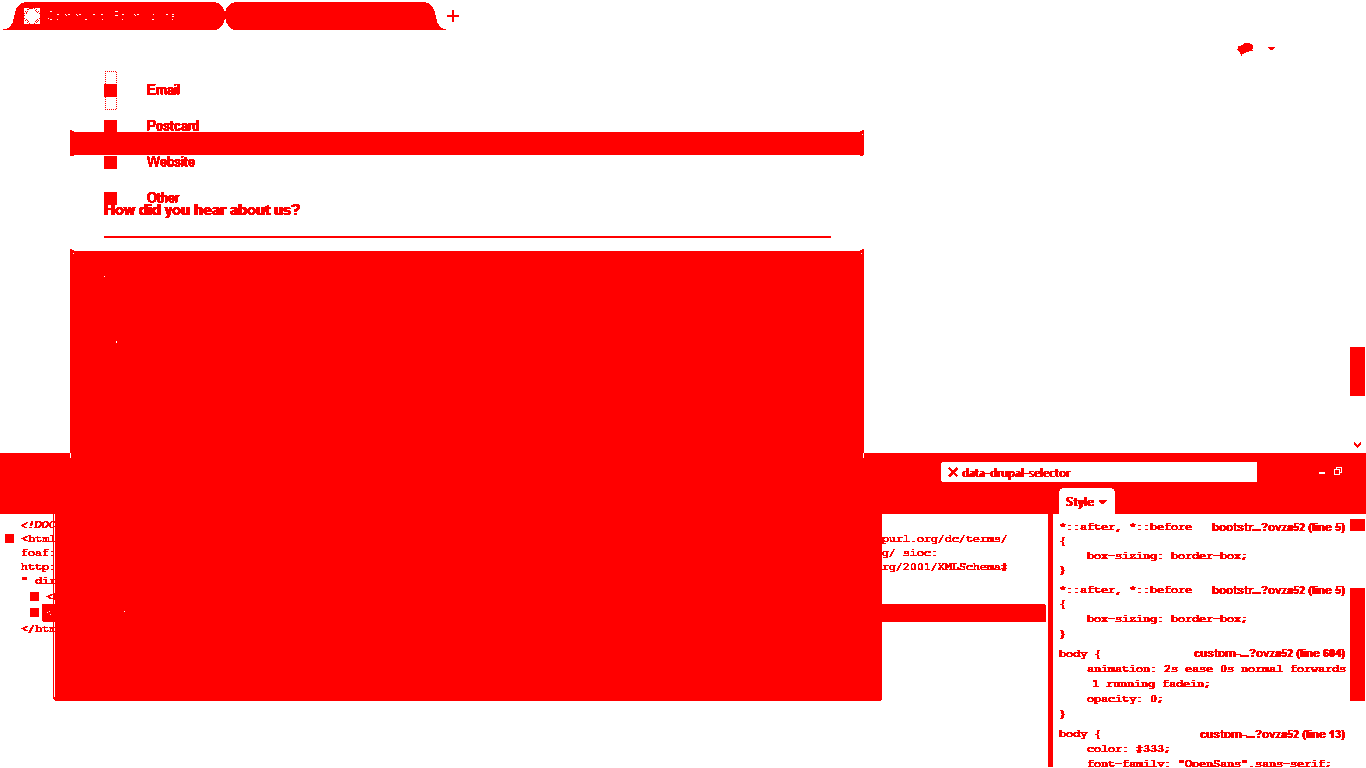 Email
Postcard
Website
Other
How did you hear about us?
data-drupal-selector
Style
<!DOC
<html purl.org/dc/terms/
foaf: g/ sioc:
http: rg/2001/XMLSchema#
" dir
<
</htm
*::after, *::before bootstr...?ovza52 (line 5)
{
box-sizing: border-box;
}
*::after, *::before bootstr...?ovza52 (line 5)
{
box-sizing: border-box;
}
body { custom-...?ovza52 (line 684)
animation: 2s ease 0s normal forwards
1 running fadein;
opacity: 0;
}
body { custom-...?ovza52 (line 13)
color: #333;
font-family: "OpenSans",sans-serif;